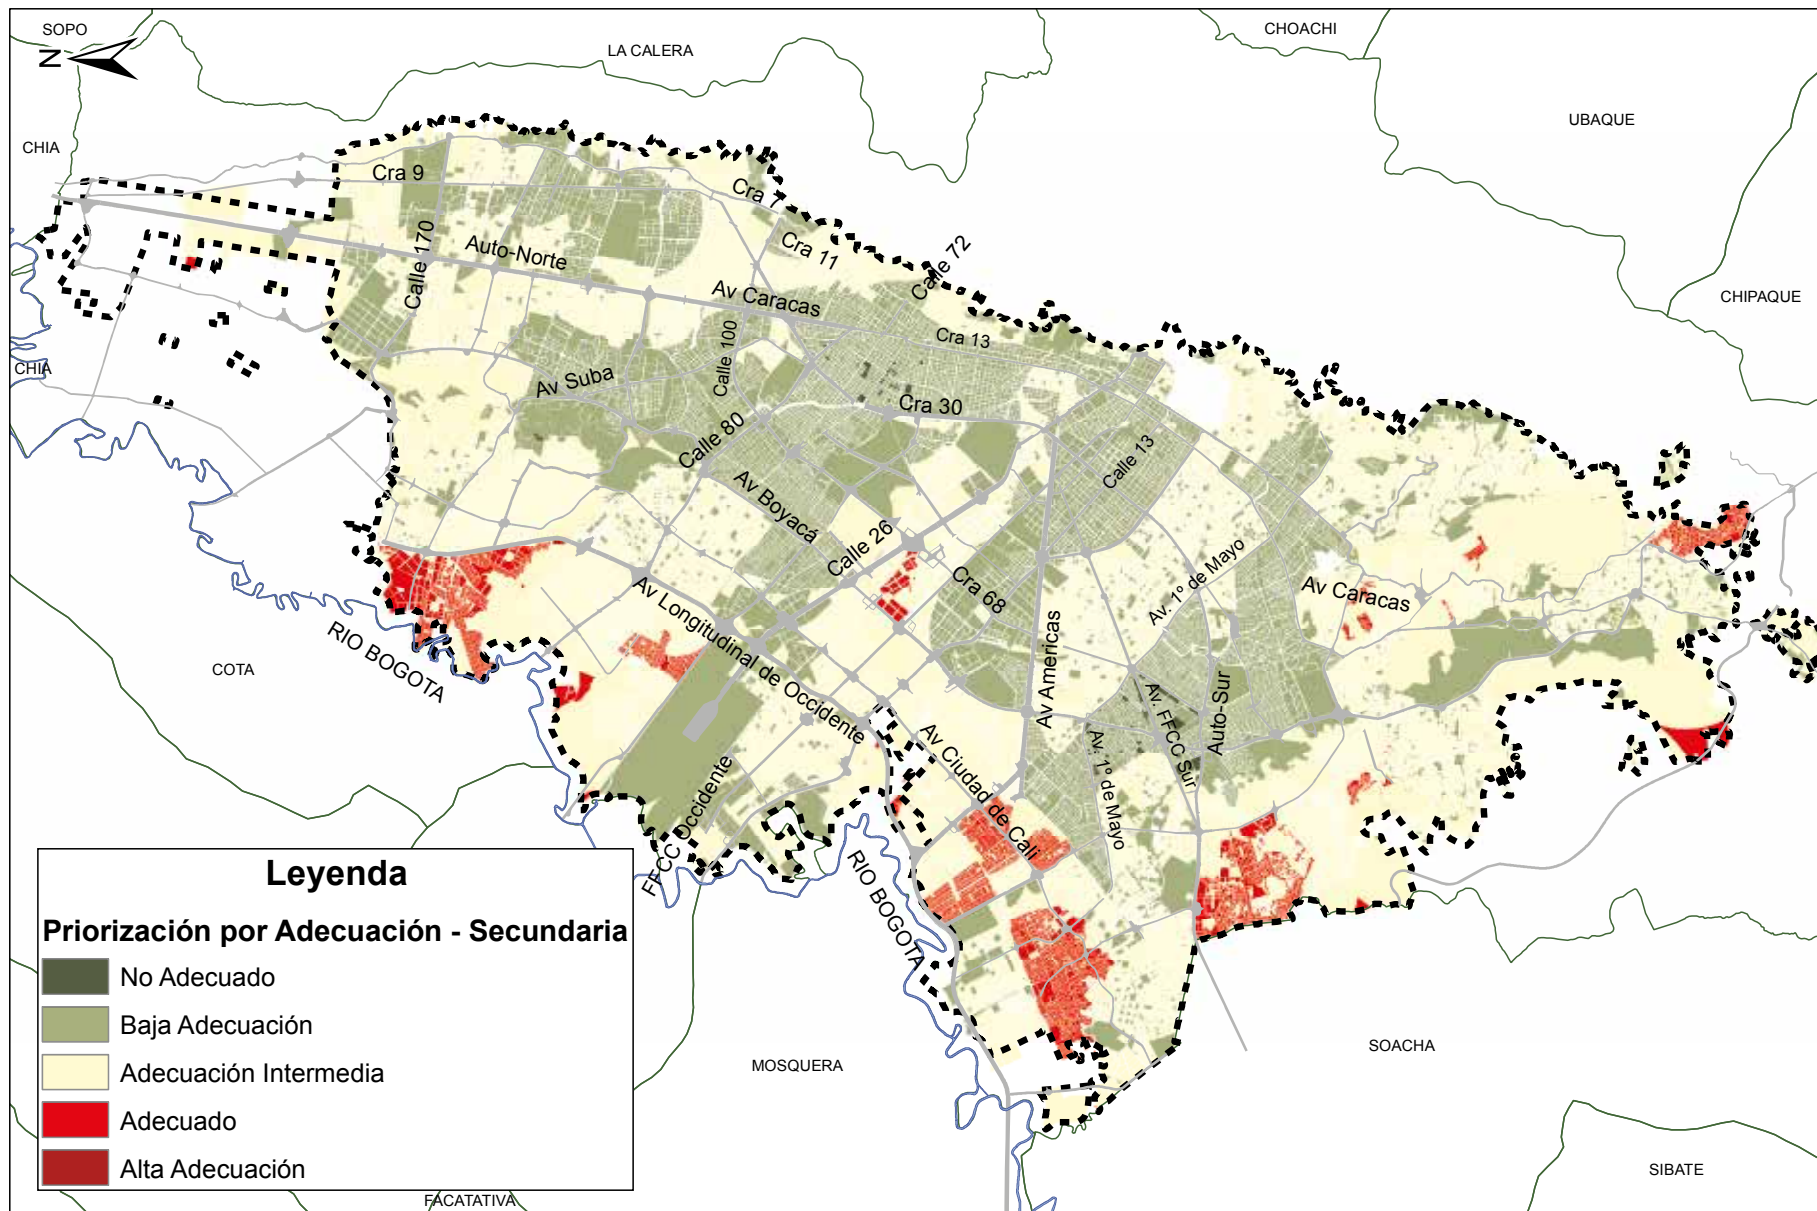 SOPO
N
LA CALERA
CHOACHI
UBAQUE
CHIA
Cra 9
Cra 7
Cra 11
Calle 72
CHIPAQUE
Calle 170
Auto-Norte
Av Caracas
Cra 13
CHIA
Av Suba
Calle 100
Cra 30
Calle 80
Calle 13
Av Boyacá
Calle 26
Cra 68
Av. 1º de Mayo
Av Caracas
Av Longitudinal de Occidente
RIO BOGOTA
COTA
Av Americas
Av. FFCC Sur
Auto-Sur
Av Ciudad de Cali
Av. 1º de Mayo
FFCC Occidente
RIO BOGOTA
MOSQUERA
SOACHA
SIBATE
FACATATIVA
Leyenda
Priorización por Adecuación - Secundaria
No Adecuado
Baja Adecuación
Adecuación Intermedia
Adecuado
Alta Adecuación